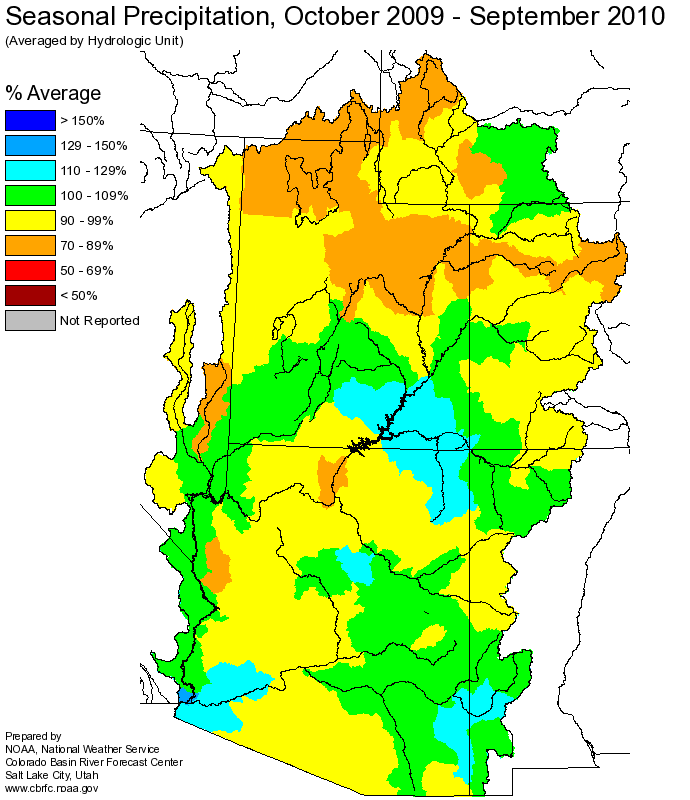 Seasonal Precipitation, October 2009 - September 2010
(Averaged by Hydrologic Unit)
% Average
> 150%
129 - 150%
110 - 129%
100 - 109%
90 - 99%
70 - 89%
50 - 69%
< 50%
Not Reported
Prepared by
NOAA, National Weather Service
Colorado Basin River Forecast Center
Salt Lake City, Utah
www.cbrfc.noaa.gov